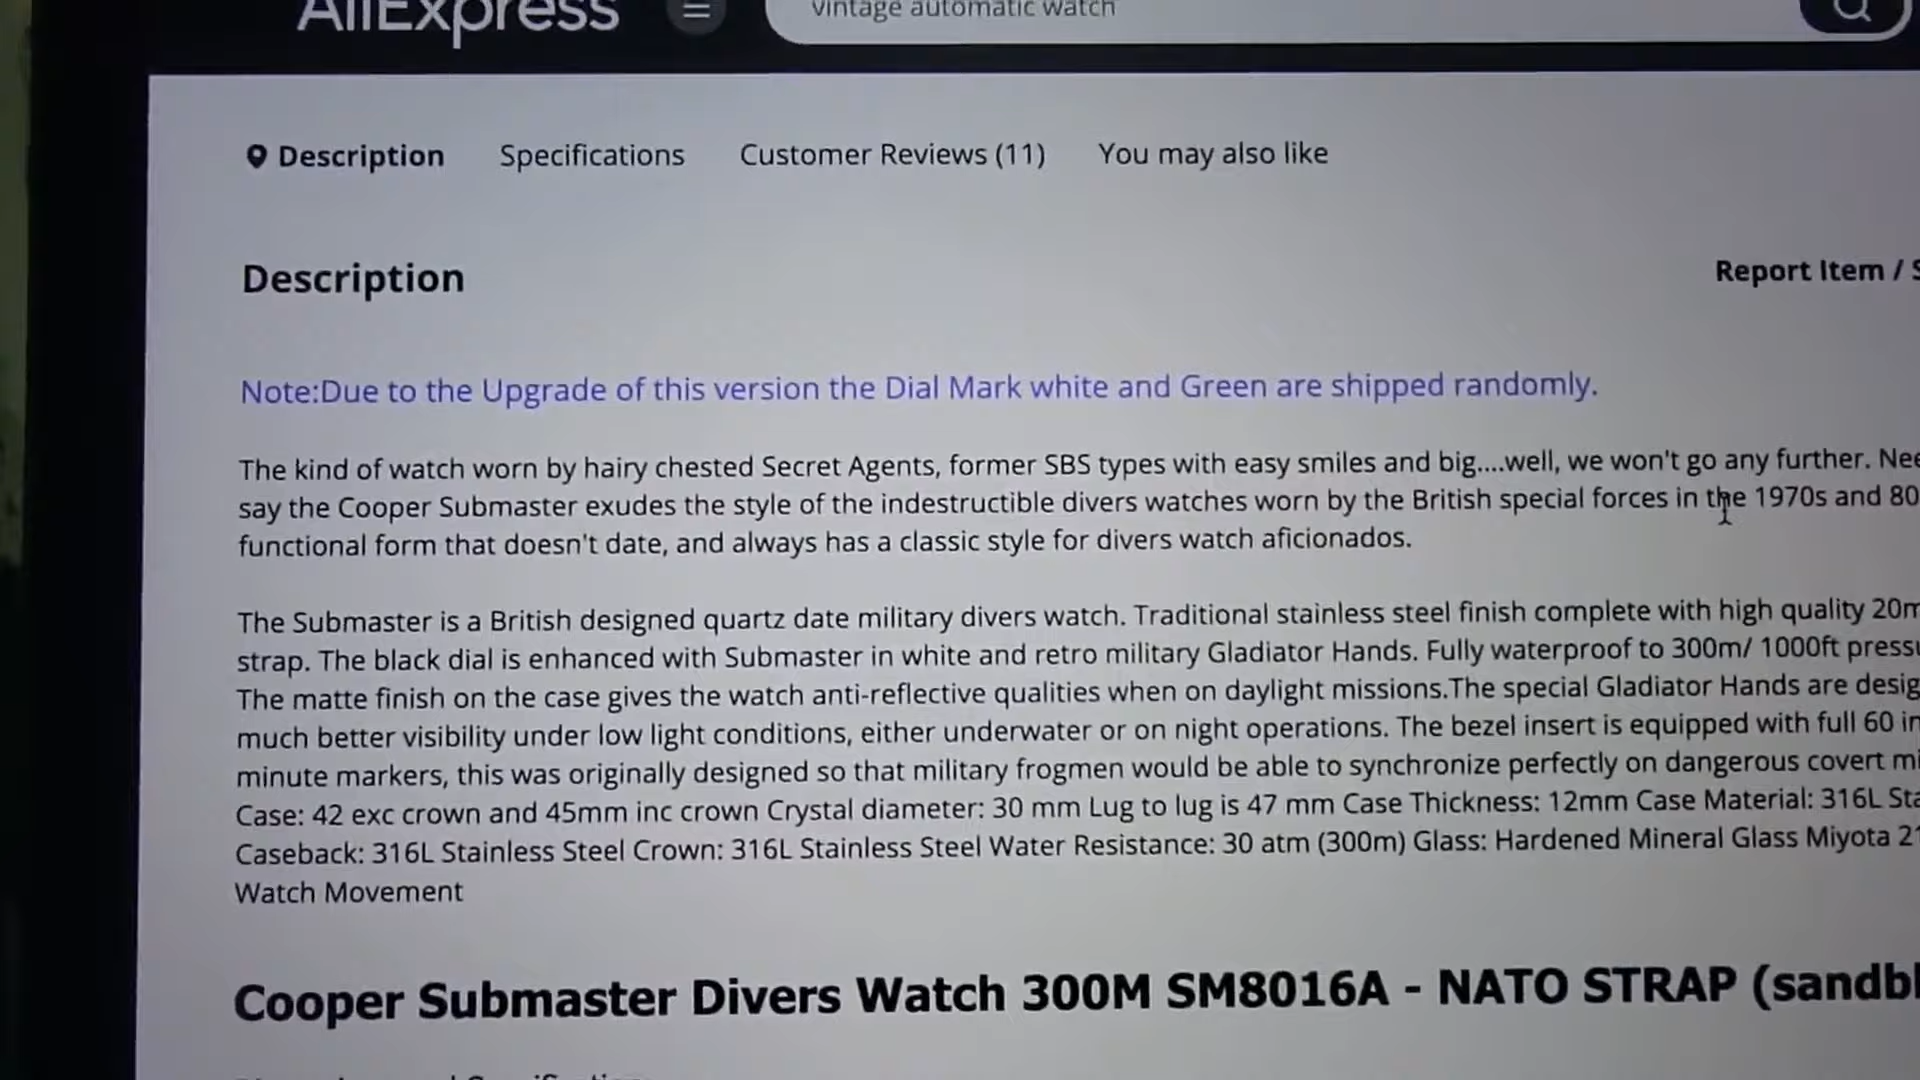 AliExpress
vintage automatic watch
Description Specifications Customer Reviews (11) You may also like
Description
Report Item /
Note:Due to the Upgrade of this version the Dial Mark white and Green are shipped randomly.
The kind of watch worn by hairy chested Secret Agents, former SBS types with easy smiles and big....well, we won't go any further. Nee
say the Cooper Submaster exudes the style of the indestructible divers watches worn by the British special forces in the 1970s and 80
functional form that doesn't date, and always has a classic style for divers watch aficionados.
The Submaster is a British designed quartz date military divers watch. Traditional stainless steel finish complete with high quality 20m
strap. The black dial is enhanced with Submaster in white and retro military Gladiator Hands. Fully waterproof to 300m/ 1000ft pressu
The matte finish on the case gives the watch anti-reflective qualities when on daylight missions.The special Gladiator Hands are desig
much better visibility under low light conditions, either underwater or on night operations. The bezel insert is equipped with full 60 in
minute markers, this was originally designed so that military frogmen would be able to synchronize perfectly on dangerous covert mi
Case: 42 exc crown and 45mm inc crown Crystal diameter: 30 mm Lug to lug is 47 mm Case Thickness: 12mm Case Material: 316L Sta
Caseback: 316L Stainless Steel Crown: 316L Stainless Steel Water Resistance: 30 atm (300m) Glass: Hardened Mineral Glass Miyota 21
Watch Movement
Cooper Submaster Divers Watch 300M SM8016A - NATO STRAP (sandbl